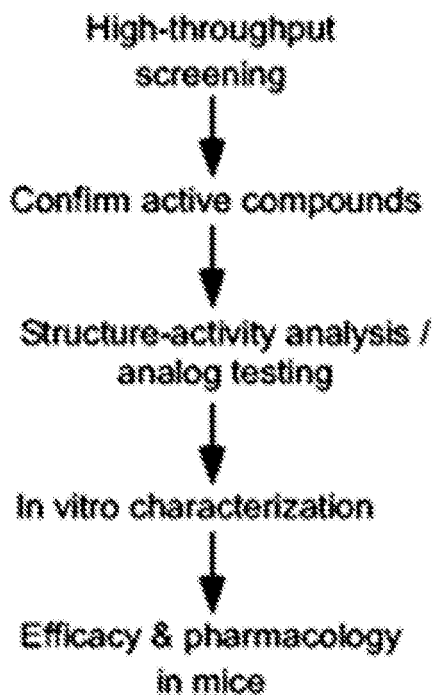 High-throughput
screening
Confirm active compounds
Structure-activity analysis /
analog testing
In vitro characterization
Efficacy & pharmacology
in mice